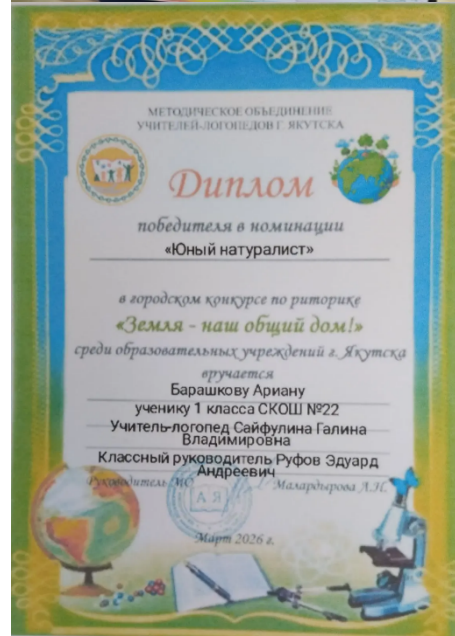 МЕТОДИЧЕСКОЕ ОБЪЕДИНЕНИЕ
УЧИТЕЛЕЙ-ЛОГОПЕДОВ Г. ЯКУТСКА
Диплом
победителя в номинации
«Юный натуралист»
в городском конкурсе по риторике
«Земля - наш общий дом!»
среди образовательных учреждений г. Якутска
вручается
Барашкову Ариану
ученику 1 класса СКОШ №22
Учитель-логопед Сайфулина Галина
Владимировна
Классный руководитель Руфов Эдуард
Андреевич
Руководитель МО Малардырова Л.Н.
А Я
Март 2026 г.